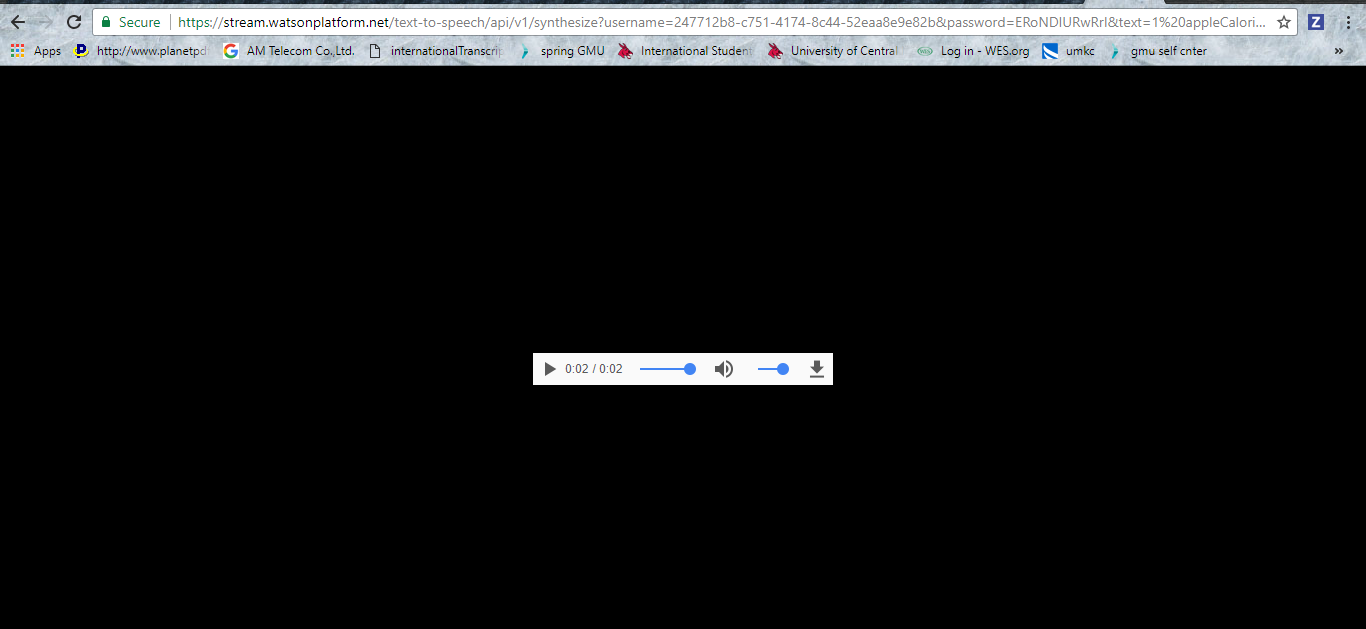 Secure https://stream.watsonplatform.net/text-to-speech/api/v1/synthesize?username=247712b8-c751-4174-8c44-52eaa8e9e82b&password=ERoNDIURwRrI&text=1%20appleCalori...
Apps http://www.planetpd AM Telecom Co.,Ltd. internationalTranscrip spring GMU International Student University of Central Log in - WES.org umkc gmu self cnter »
0:02 / 0:02